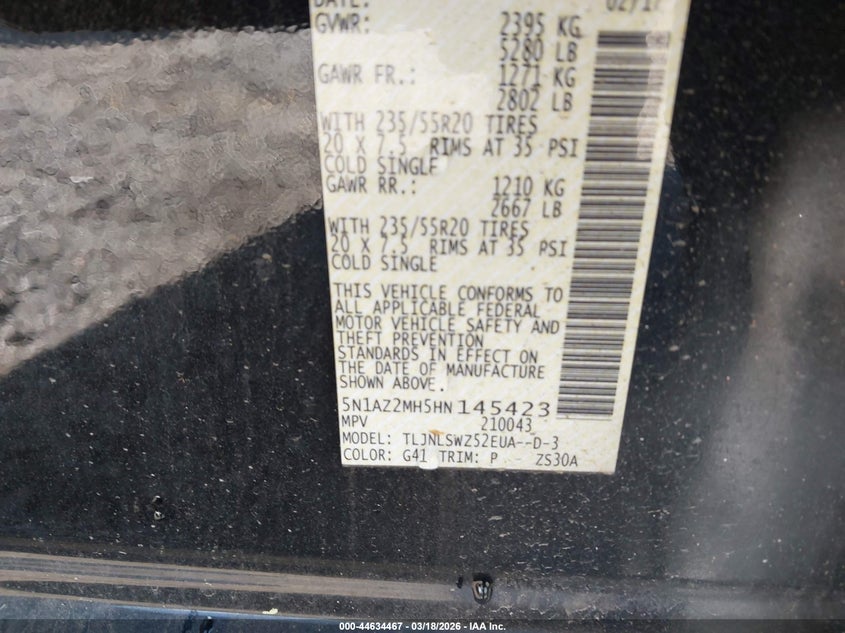 DATE: 02/17
GVWR: 2395 KG
5280 LB
GAWR FR.: 1271 KG
2802 LB
WITH 235/55R20 TIRES
20 X 7.5 RIMS AT 35 PSI
COLD SINGLE
GAWR RR.: 1210 KG
2667 LB
WITH 235/55R20 TIRES
20 X 7.5 RIMS AT 35 PSI
COLD SINGLE
THIS VEHICLE CONFORMS TO
ALL APPLICABLE FEDERAL
MOTOR VEHICLE SAFETY AND
THEFT PREVENTION
STANDARDS IN EFFECT ON
THE DATE OF MANUFACTURE
SHOWN ABOVE.
5N1AZ2MH5HN145423
MPV 210043
MODEL: TLJNLSWZ52EUA--D-3
COLOR: G41 TRIM: P - ZS30A
000-44634467 - 03/18/2026 - IAA Inc.